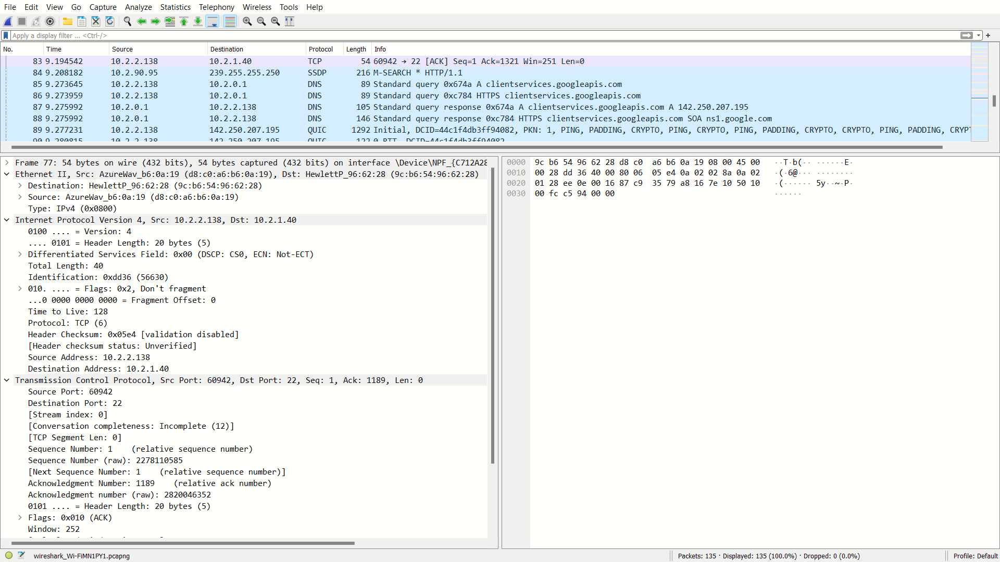 File Edit View Go Capture Analyze Statistics Telephony Wireless Tools Help
Apply a display filter ... <Ctrl-/>
No. Time Source Destination Protocol Length Info
83 9.194542 10.2.2.138 10.2.1.40 TCP 54 60942 → 22 [ACK] Seq=1 Ack=1321 Win=251 Len=0
84 9.208182 10.2.90.95 239.255.255.250 SSDP 216 M-SEARCH * HTTP/1.1
85 9.273645 10.2.2.138 10.2.0.1 DNS 89 Standard query 0x674a A clientservices.googleapis.com
86 9.273959 10.2.2.138 10.2.0.1 DNS 89 Standard query 0xc784 HTTPS clientservices.googleapis.com
87 9.275992 10.2.0.1 10.2.2.138 DNS 105 Standard query response 0x674a A clientservices.googleapis.com A 142.250.207.195
88 9.275992 10.2.0.1 10.2.2.138 DNS 146 Standard query response 0xc784 HTTPS clientservices.googleapis.com SOA ns1.google.com
89 9.277231 10.2.2.138 142.250.207.195 QUIC 1292 Initial, DCID=44c1f4db3ff94082, PKN: 1, PING, PADDING, CRYPTO, PING, CRYPTO, PING, PADDING, CRYPTO, CRYPTO, PING, PADDING, CRYPT
90 9.280815 10.2.2.138 142.250.207.195 QUIC 122 0-RTT, DCID=44c1f4db3ff94082
Frame 77: 54 bytes on wire (432 bits), 54 bytes captured (432 bits) on interface \Device\NPF_{C712A28
Ethernet II, Src: AzureWav_b6:0a:19 (d8:c0:a6:b6:0a:19), Dst: HewlettP_96:62:28 (9c:b6:54:96:62:28)
Destination: HewlettP_96:62:28 (9c:b6:54:96:62:28)
Source: AzureWav_b6:0a:19 (d8:c0:a6:b6:0a:19)
Type: IPv4 (0x0800)
Internet Protocol Version 4, Src: 10.2.2.138, Dst: 10.2.1.40
0100 .... = Version: 4
.... 0101 = Header Length: 20 bytes (5)
Differentiated Services Field: 0x00 (DSCP: CS0, ECN: Not-ECT)
Total Length: 40
Identification: 0xdd36 (56630)
010. .... = Flags: 0x2, Don't fragment
...0 0000 0000 0000 = Fragment Offset: 0
Time to Live: 128
Protocol: TCP (6)
Header Checksum: 0x05e4 [validation disabled]
[Header checksum status: Unverified]
Source Address: 10.2.2.138
Destination Address: 10.2.1.40
Transmission Control Protocol, Src Port: 60942, Dst Port: 22, Seq: 1, Ack: 1189, Len: 0
Source Port: 60942
Destination Port: 22
[Stream index: 0]
[Conversation completeness: Incomplete (12)]
[TCP Segment Len: 0]
Sequence Number: 1 (relative sequence number)
Sequence Number (raw): 2278110585
[Next Sequence Number: 1 (relative sequence number)]
Acknowledgment Number: 1189 (relative ack number)
Acknowledgment number (raw): 2820046352
0101 .... = Header Length: 20 bytes (5)
Flags: 0x010 (ACK)
Window: 252
0000 9c b6 54 96 62 28 d8 c0 a6 b6 0a 19 08 00 45 00 ··T·b(·· ······E·
0010 00 28 dd 36 40 00 80 06 05 e4 0a 02 02 8a 0a 02 ·(·6@··· ········
0020 01 28 ee 0e 00 16 87 c9 35 79 a8 16 7e 10 50 10 ·(······ 5y··~·P·
0030 00 fc c5 94 00 00 ······
wireshark_Wi-FiMN1PY1.pcapng
Packets: 135 · Displayed: 135 (100.0%) · Dropped: 0 (0.0%)
Profile: Default